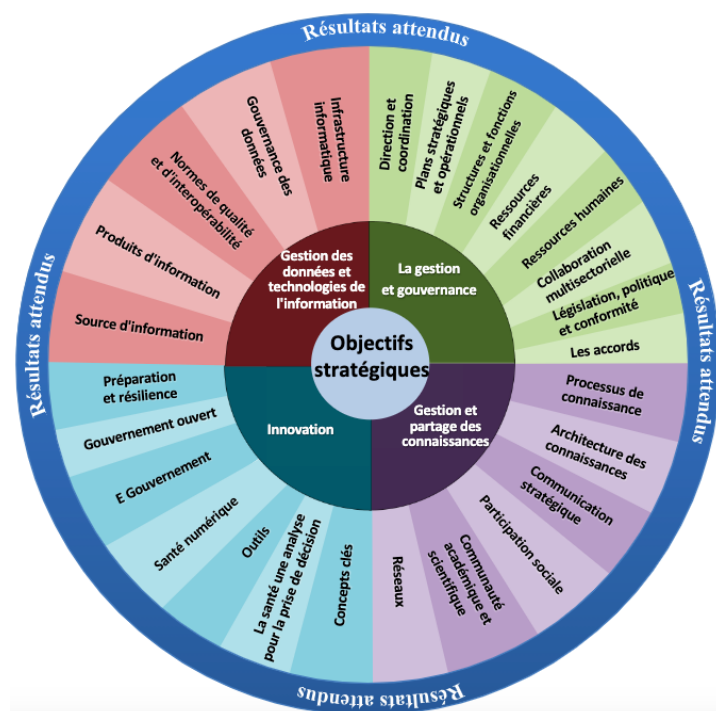 Résultats attendus
Résultats attendus
Résultats attendus
Résultats attendus
Objectifs
stratégiques
Gestion des
données et
technologies de
l'information
Source d'information
Produits d'information
Normes de qualité
et d'interopérabilité
Gouvernance des
données
Infrastructure
informatique
La gestion
et gouvernance
Direction et
coordination
Plans stratégiques
et opérationnels
Structures et fonctions
organisationnelles
Ressources
financières
Ressources humaines
Collaboration
multisectorielle
Législation, politique
et conformité
Les accords
Gestion et
partage des
connaissances
Processus de
connaissance
Architecture des
connaissances
Communication
stratégique
Participation sociale
Communauté
académique et
scientifique
Réseaux
Innovation
Concepts clés
La santé une analyse
pour la prise de décision
Outils
Santé numérique
E Gouvernement
Gouvernement ouvert
Préparation
et résilience